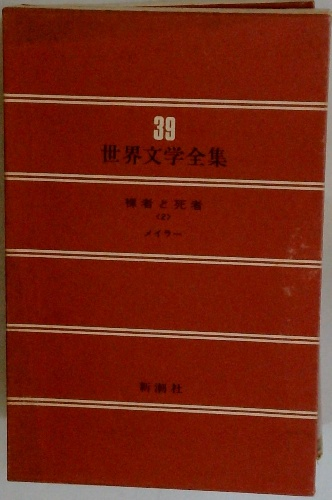 39
世界文学全集
裸者と死者
(2)
メイラー
新潮社